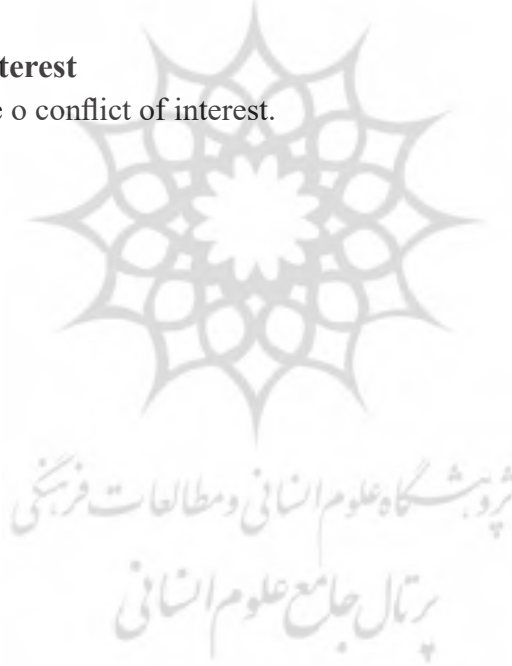 terest
e o conflict of interest.
پژوهشگاه علوم انسانی و مطالعات فرهنگی
پرتال جامع علوم انسانی